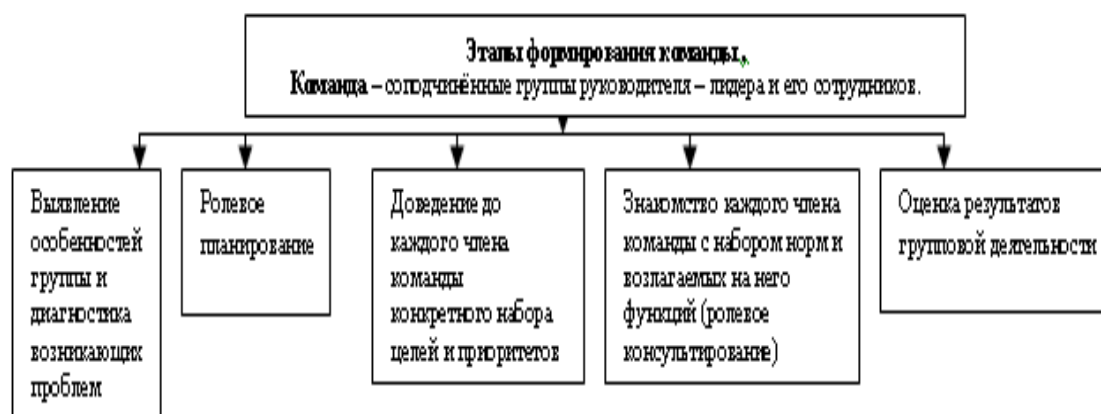 Этапы формирования команды.
Команда – соподчинённые группы руководителя – лидера и его сотрудников.
Выявление
особенностей
группы и
диагностика
возникающих
проблем
Ролевое
планирование
Доведение до
каждого члена
команды
конкретного набора
целей и приоритетов
Знакомство каждого члена
команды с набором норм и
возлагаемых на него
функций (ролевое
консультирование)
Оценка результатов
групповой деятельности